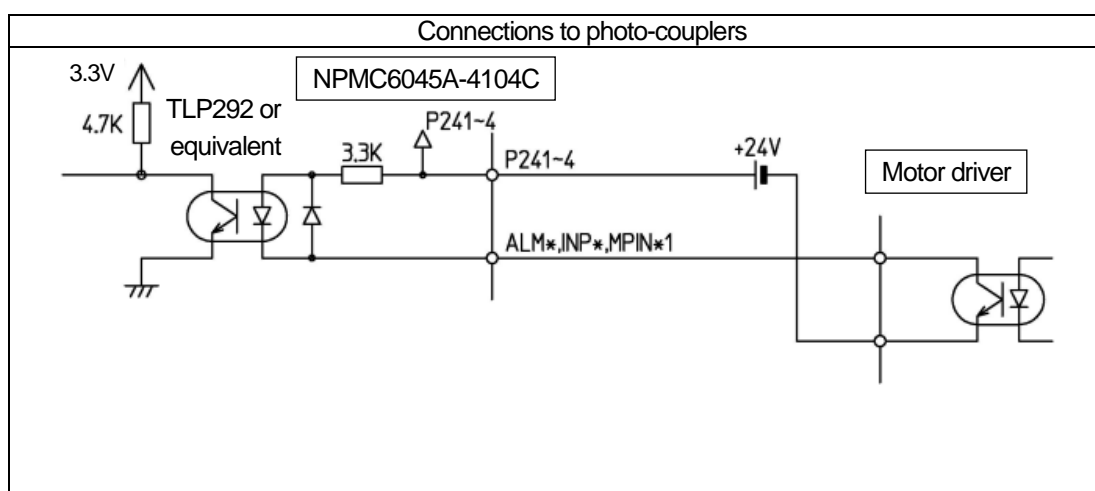 Connections to photo-couplers
3.3V
NPMC6045A-4104C
4.7K
TLP292 or
equivalent
P241~4
3.3K
P241~4
+24V
Motor driver
ALM*,INP*,MPIN*1